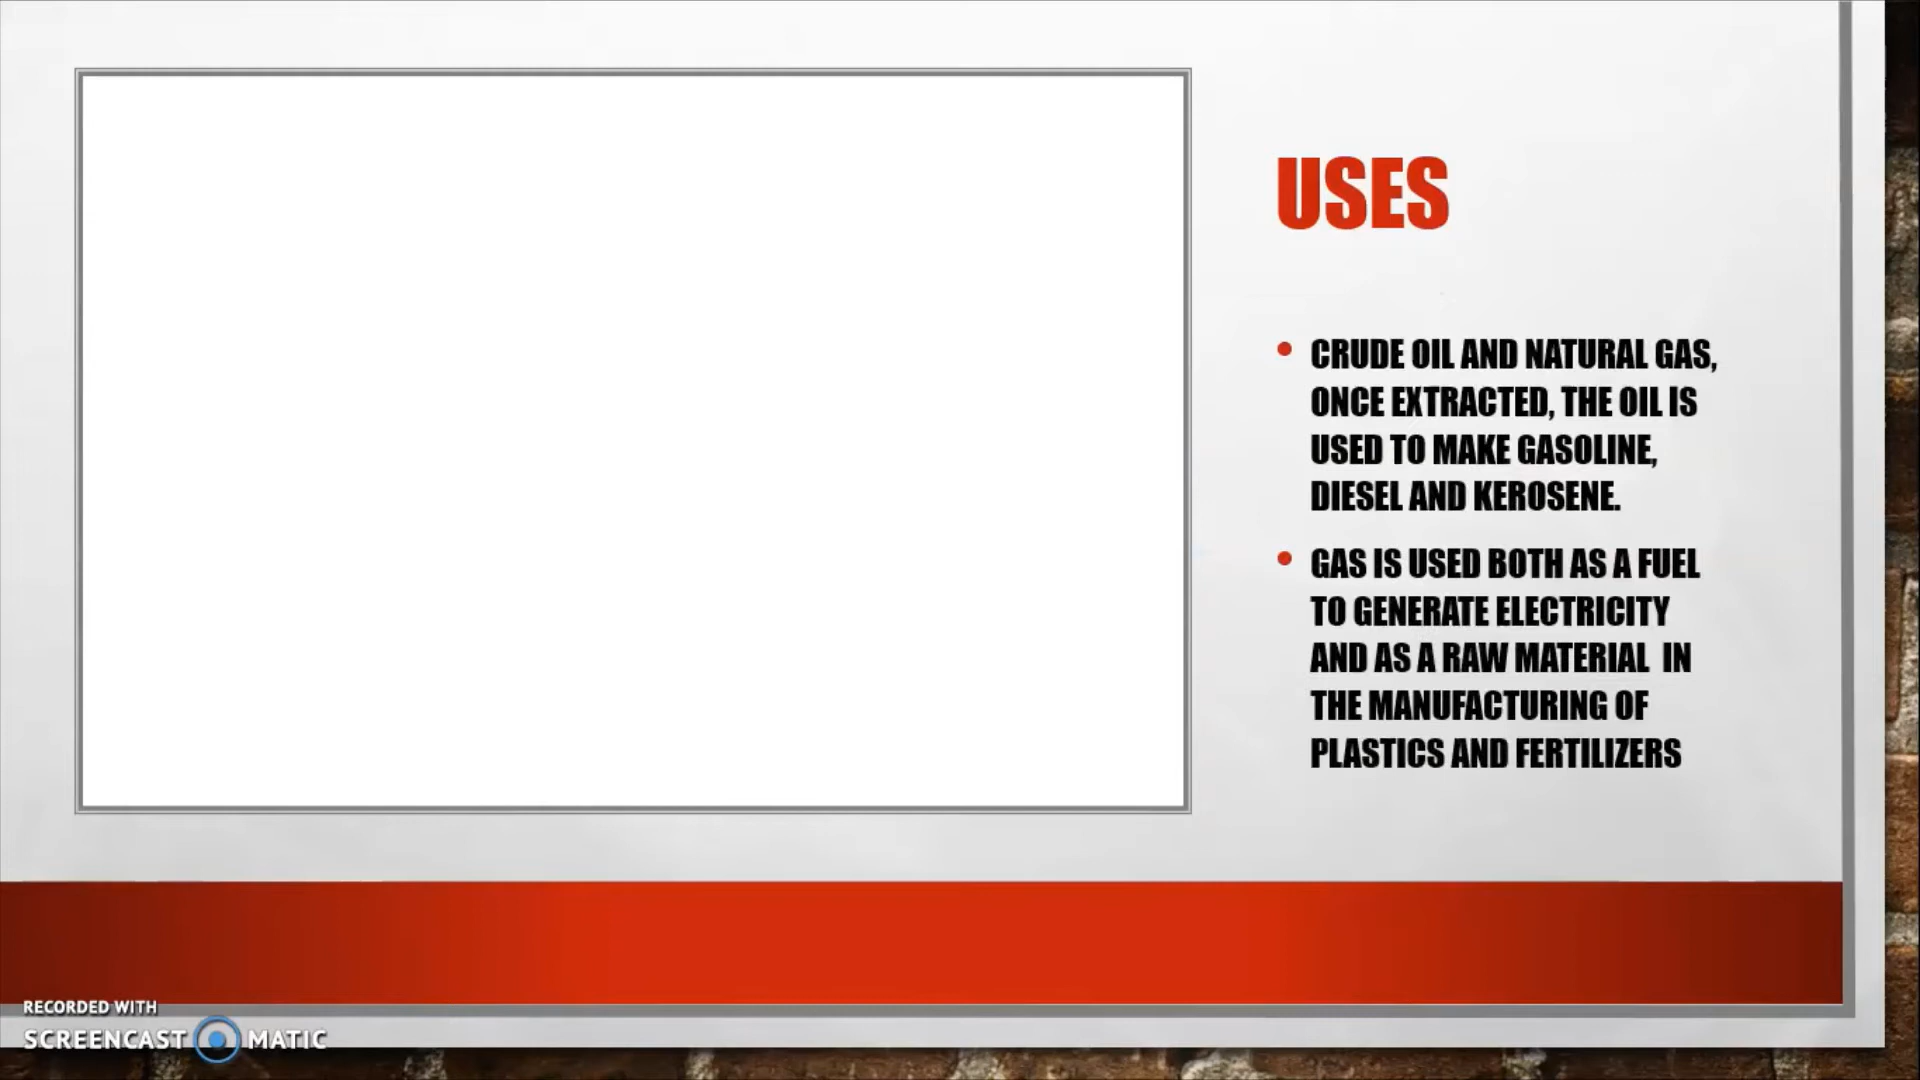 USES
• CRUDE OIL AND NATURAL GAS,
ONCE EXTRACTED, THE OIL IS
USED TO MAKE GASOLINE,
DIESEL AND KEROSENE.
• GAS IS USED BOTH AS A FUEL
TO GENERATE ELECTRICITY
AND AS A RAW MATERIAL  IN
THE MANUFACTURING OF
PLASTICS AND FERTILIZERS
RECORDED WITH
SCREENCAST MATIC